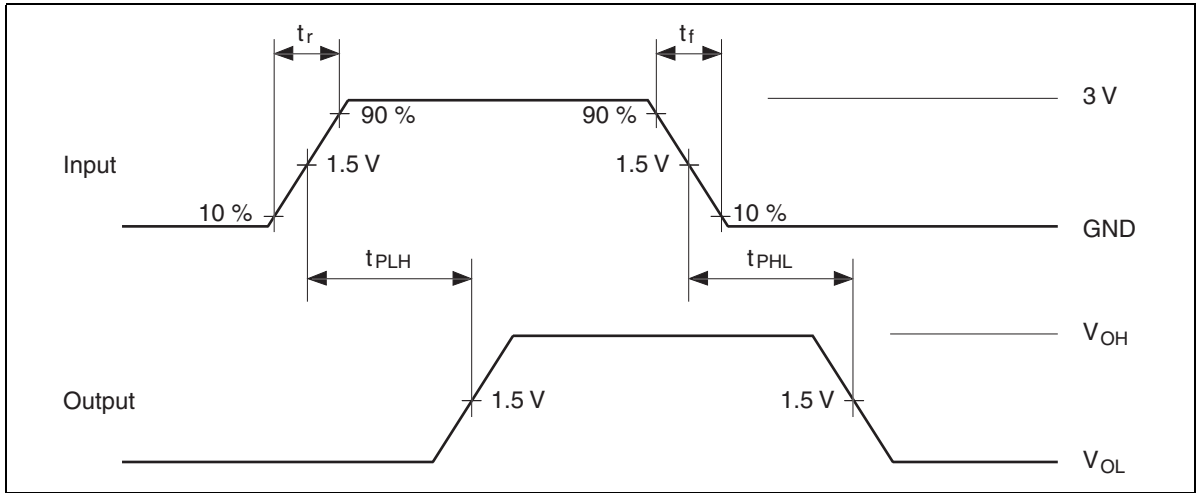 tr
tf
3 V
90 %
90 %
Input
1.5 V
1.5 V
10 %
10 %
GND
tPLH
tPHL
VOH
Output
1.5 V
1.5 V
VOL